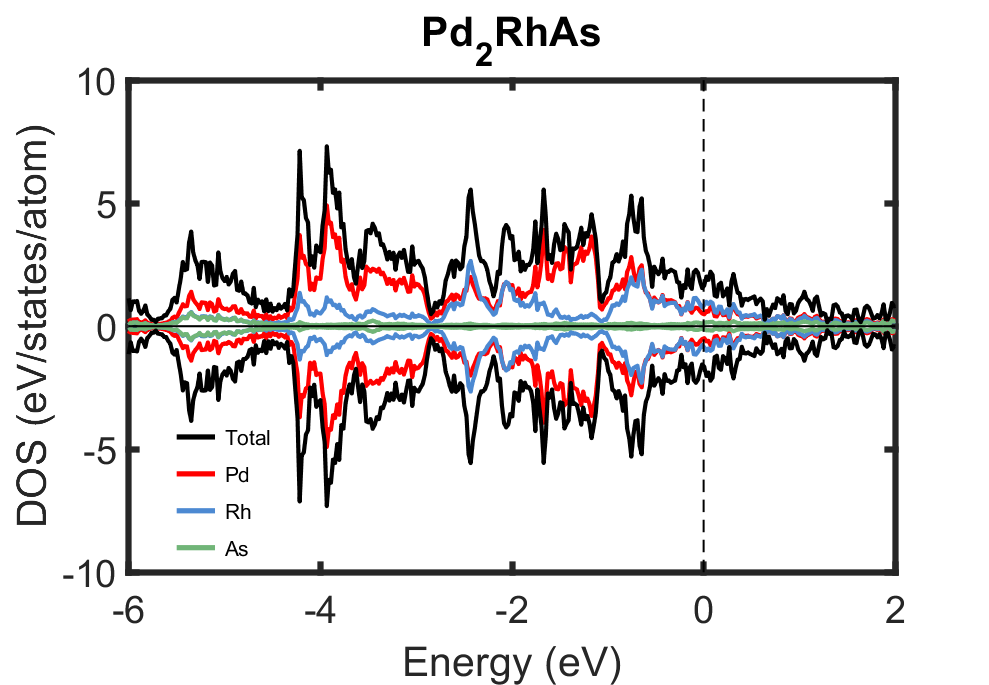 Pd2RhAs
10
5
0
-5
-10
DOS (eV/states/atom)
Total
Pd
Rh
As
-6 -4 -2 0 2
Energy (eV)